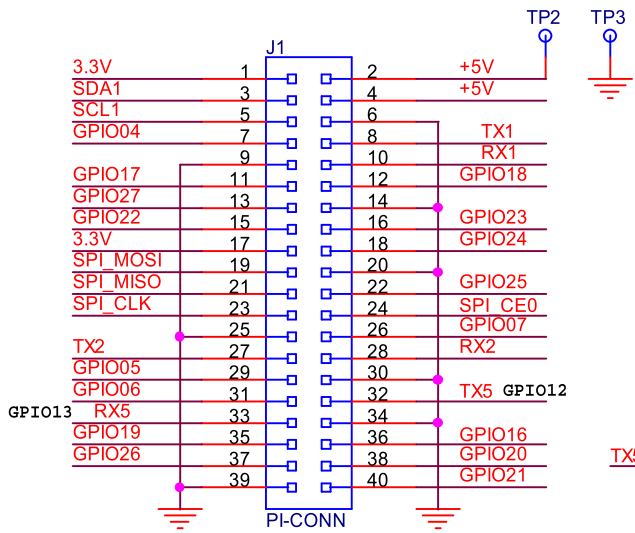 TP2 TP3
J1
3.3V 1 2 +5V
SDA1 3 4 +5V
SCL1 5 6
GPIO04 7 8 TX1
9 10 RX1
GPIO17 11 12 GPIO18
GPIO27 13 14
GPIO22 15 16 GPIO23
3.3V 17 18 GPIO24
SPI_MOSI 19 20
SPI_MISO 21 22 GPIO25
SPI_CLK 23 24 SPI_CE0
25 26 GPIO07
TX2 27 28 RX2
GPIO05 29 30
GPIO06 31 32 TX5 GPIO12
GPIO13 RX5 33 34
GPIO19 35 36 GPIO16
GPIO26 37 38 GPIO20
39 40 GPIO21
PI-CONN